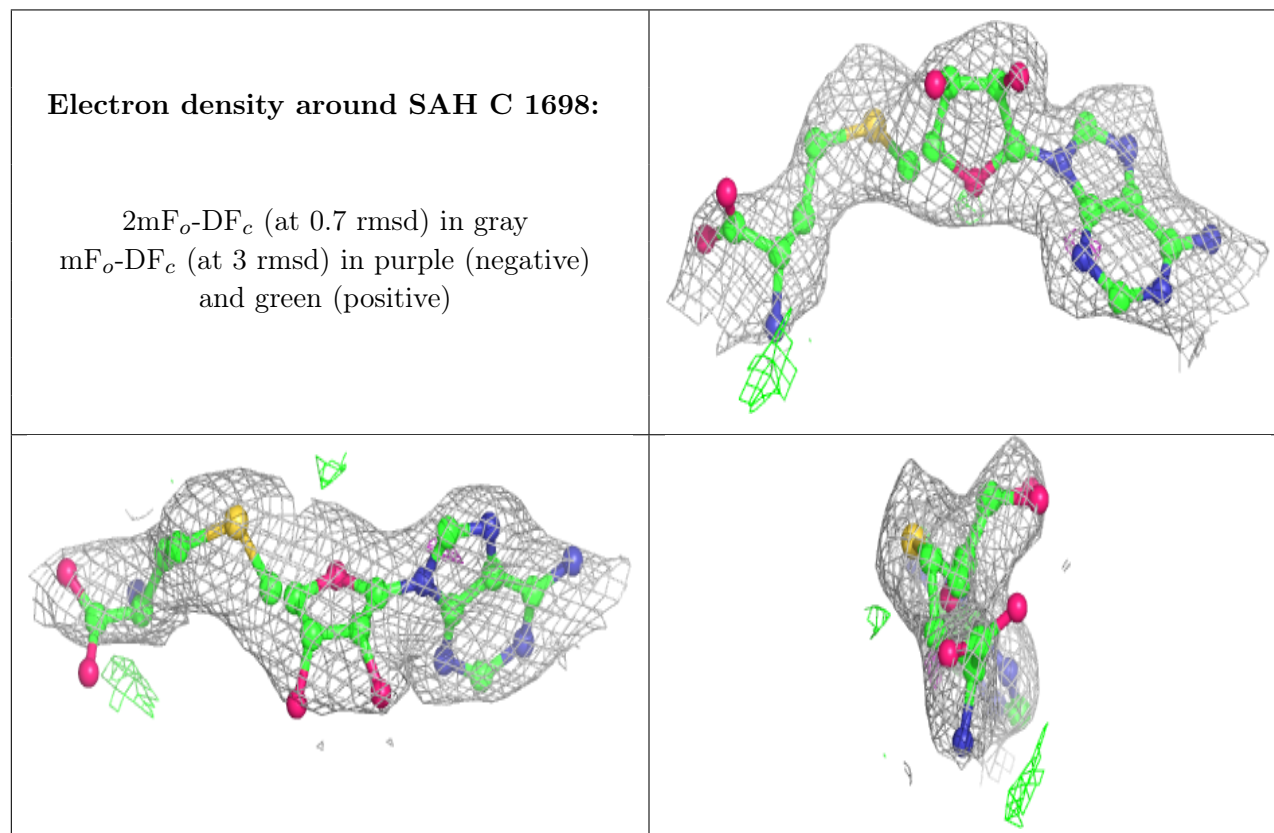 Electron density around SAH C 1698:
2mFₒ-DF𝒸 (at 0.7 rmsd) in gray
mFₒ-DF𝒸 (at 3 rmsd) in purple (negative)
and green (positive)